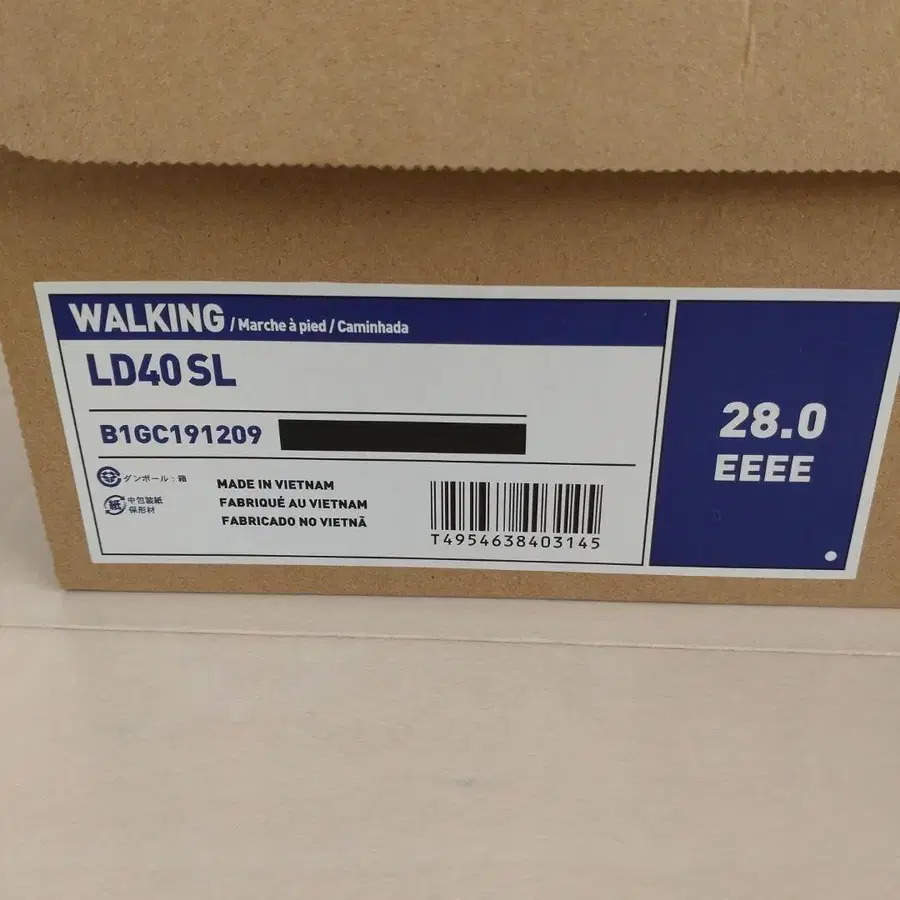 WALKING / Marche à pied / Caminhada
LD40 SL
B1GC191209
ダンボール：箱
紙 中包装紙
保形材
MADE IN VIETNAM
FABRIQUÉ AU VIETNAM
FABRICADO NO VIETNÃ
T4954638403145
28.0
EEEE